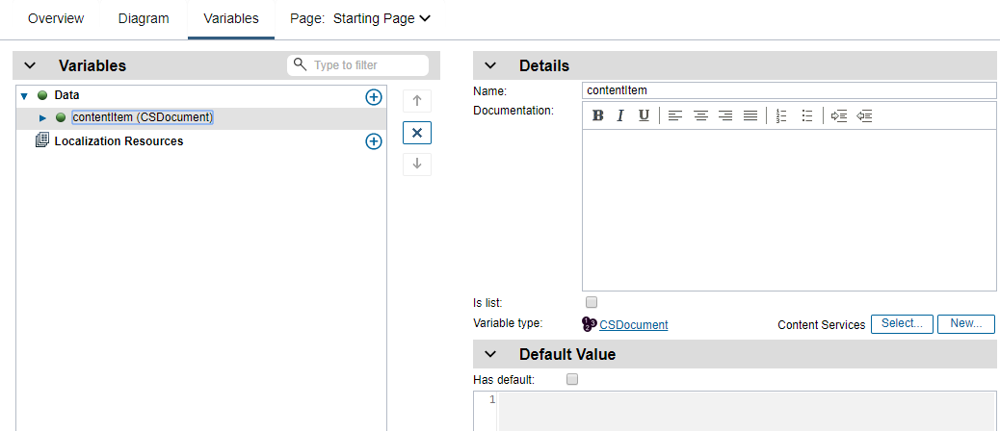 Overview Diagram Variables Page: Starting Page
Variables Type to filter
Data
contentItem (CSDocument)
Localization Resources
Details
Name: contentItem
Documentation:
B I U
Is list:
Variable type: CSDocument Content Services Select... New...
Default Value
Has default:
1